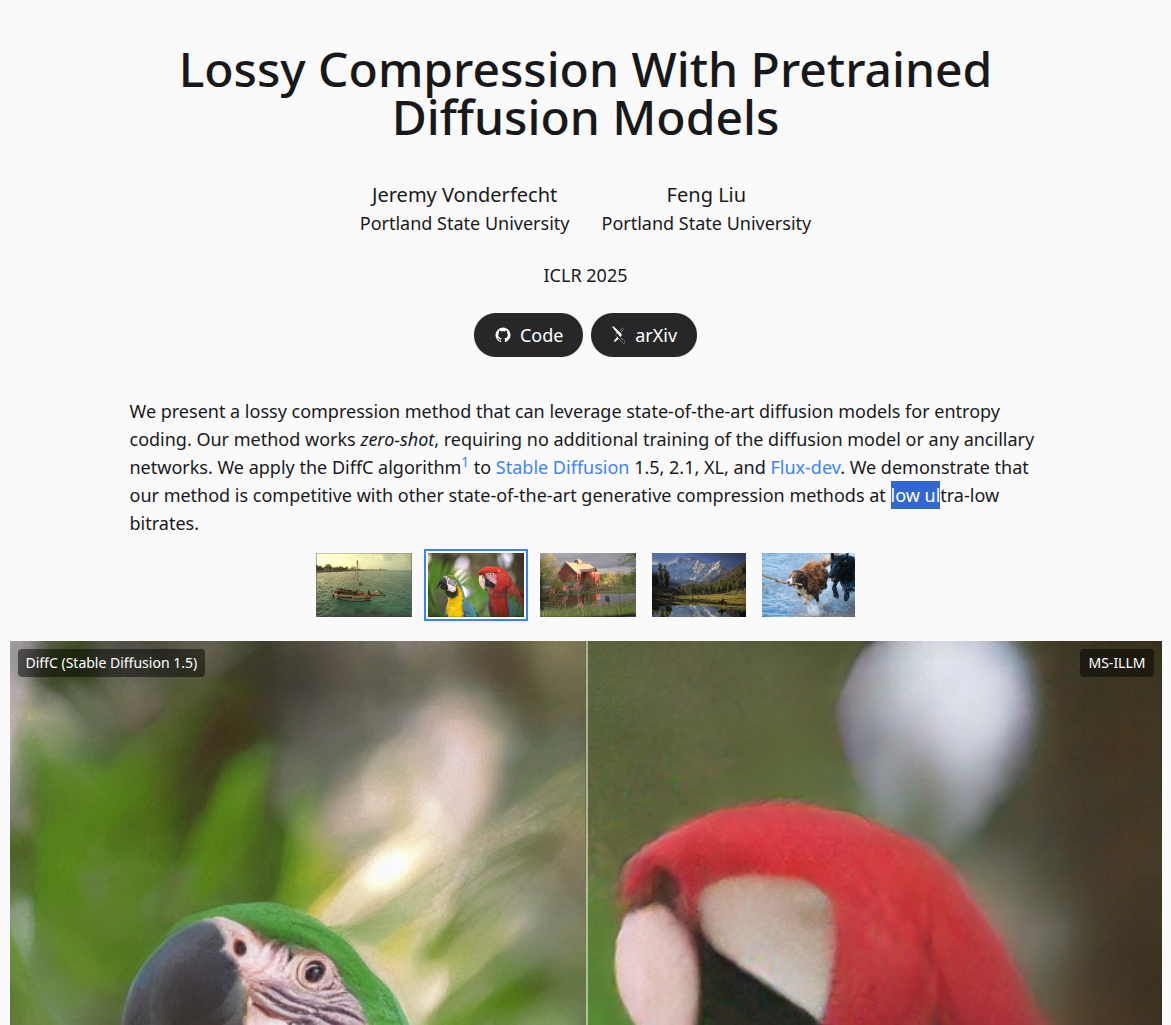 Lossy Compression With Pretrained
Diffusion Models
Jeremy Vonderfecht
Portland State University
Feng Liu
Portland State University
ICLR 2025
Code
arXiv
We present a lossy compression method that can leverage state-of-the-art diffusion models for entropy
coding. Our method works zero-shot, requiring no additional training of the diffusion model or any ancillary
networks. We apply the DiffC algorithm1 to Stable Diffusion 1.5, 2.1, XL, and Flux-dev. We demonstrate that
our method is competitive with other state-of-the-art generative compression methods at low ultra-low
bitrates.
DiffC (Stable Diffusion 1.5)
MS-ILLM